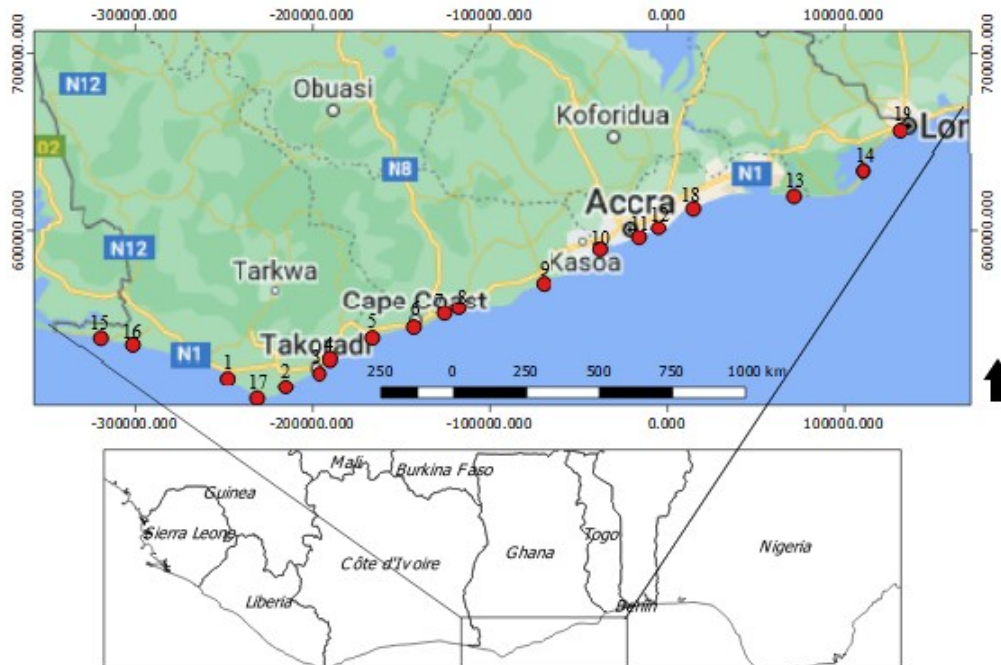 -300000.000 -200000.000 -100000.000 0.000 100000.000
700000.000 700000.000
N12
Obuasi
Koforidua
19
Lor
02
N8
N1
14
13
Accra
18
12
11
10
Kasoa
600000.000 600000.000
N12
Tarkwa
9
Cape Coast
8
7
6
5
Takoradi
4
3
15
16
N1
1
2
17
250 0 250 500 750 1000 km
-300000.000 -200000.000 -100000.000 0.000 100000.000
Mali
Burkina Faso
Guinea
Sierra Leone
Côte d'Ivoire
Ghana
Togo
Nigeria
Liberia
Benin